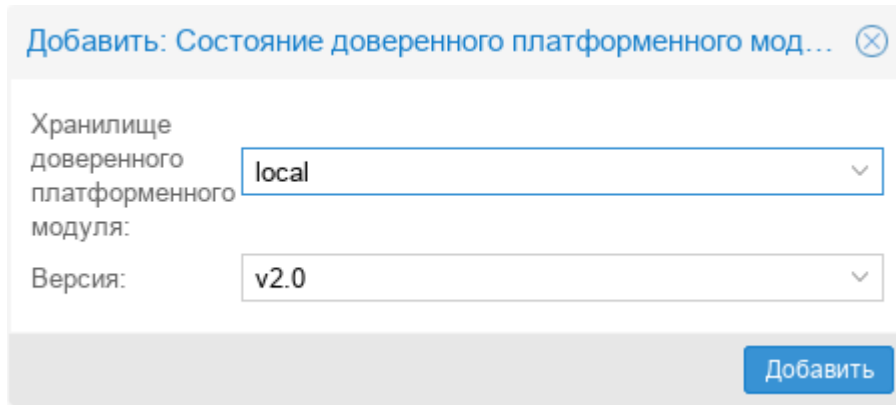 Добавить: Состояние доверенного платформенного мод...
Хранилище
доверенного
платформенного
модуля:
local
Версия:
v2.0
Добавить